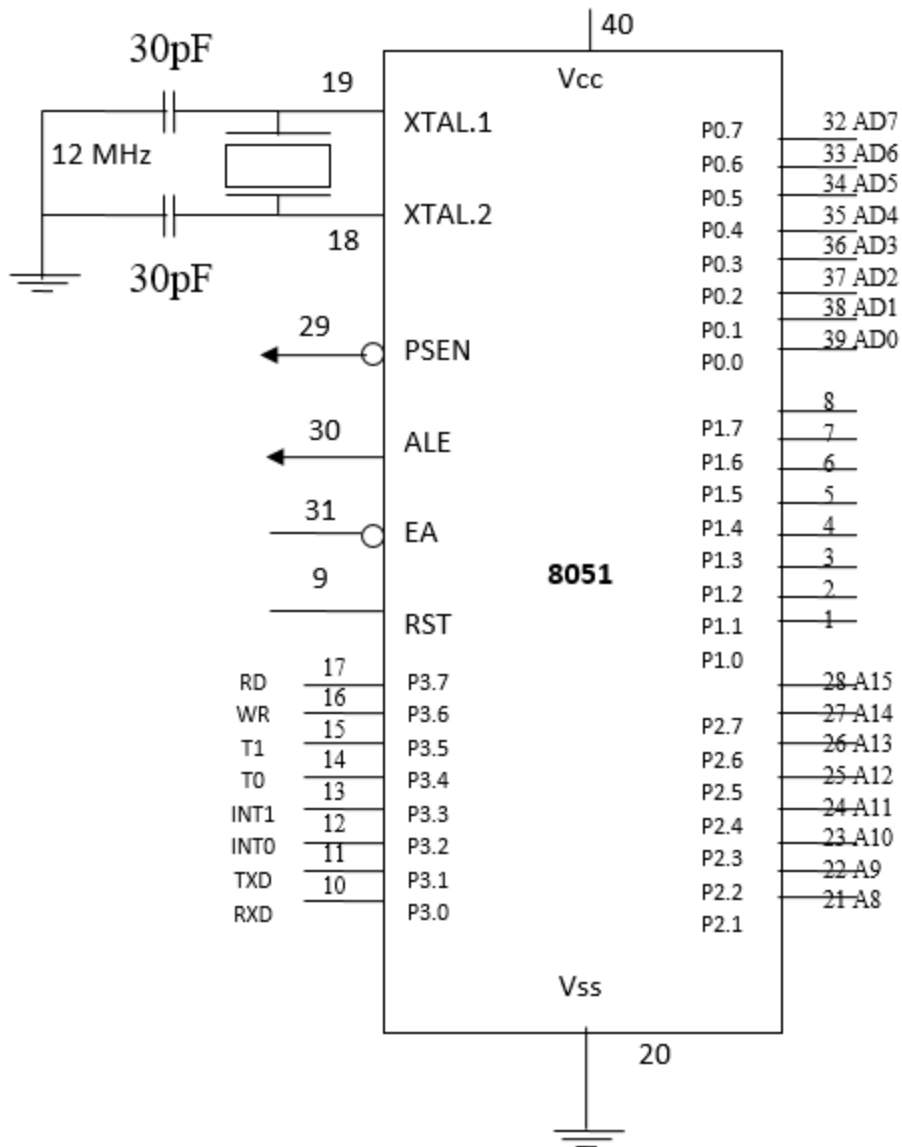 40
30pF
Vcc
19
XTAL.1
12 MHz
XTAL.2
18
30pF
29
PSEN
30
ALE
31
EA
9
RST
8051
RD 17 P3.7
WR 16 P3.6
T1 15 P3.5
T0 14 P3.4
INT1 13 P3.3
INT0 12 P3.2
TXD 11 P3.1
RXD 10 P3.0
P0.7 32 AD7
P0.6 33 AD6
P0.5 34 AD5
P0.4 35 AD4
P0.3 36 AD3
P0.2 37 AD2
P0.1 38 AD1
P0.0 39 AD0
P1.7 8
P1.6 7
P1.5 6
P1.4 5
P1.3 4
P1.2 3
P1.1 2
P1.0 1
28 A15
P2.7 27 A14
P2.6 26 A13
P2.5 25 A12
P2.4 24 A11
P2.3 23 A10
P2.2 22 A9
P2.1 21 A8
Vss
20